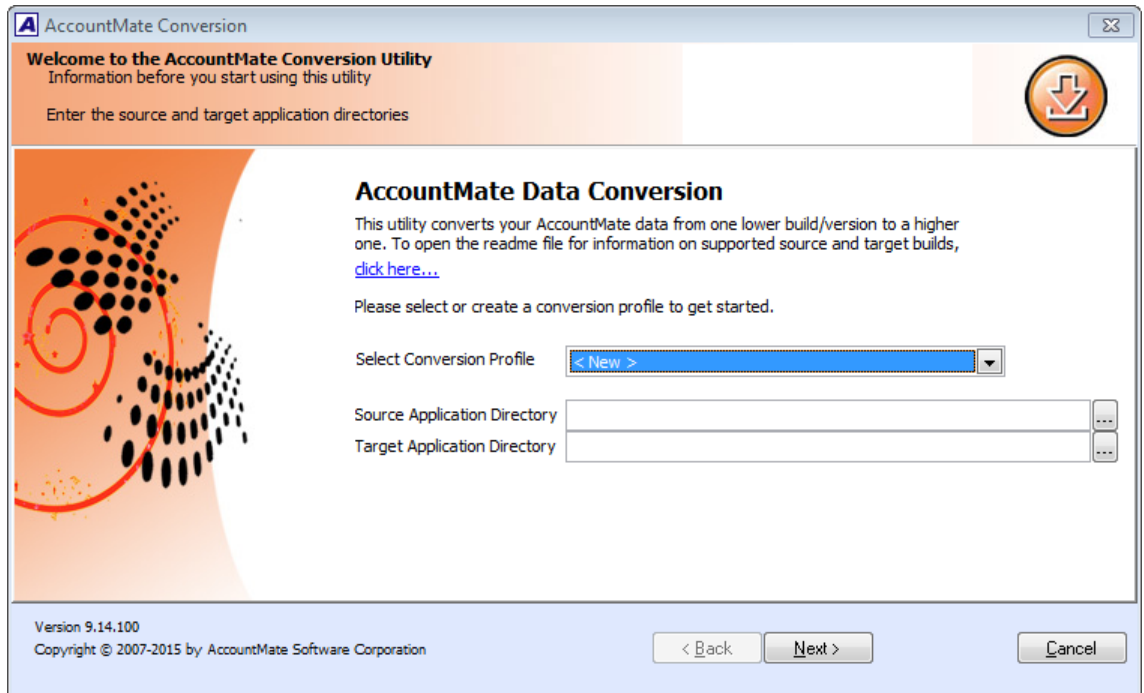 AccountMate Conversion
Welcome to the AccountMate Conversion Utility
Information before you start using this utility
Enter the source and target application directories
AccountMate Data Conversion
This utility converts your AccountMate data from one lower build/version to a higher
one. To open the readme file for information on supported source and target builds,
click here...
Please select or create a conversion profile to get started.
Select Conversion Profile < New >
Source Application Directory ...
Target Application Directory ...
Version 9.14.100
Copyright © 2007-2015 by AccountMate Software Corporation
< Back Next > Cancel